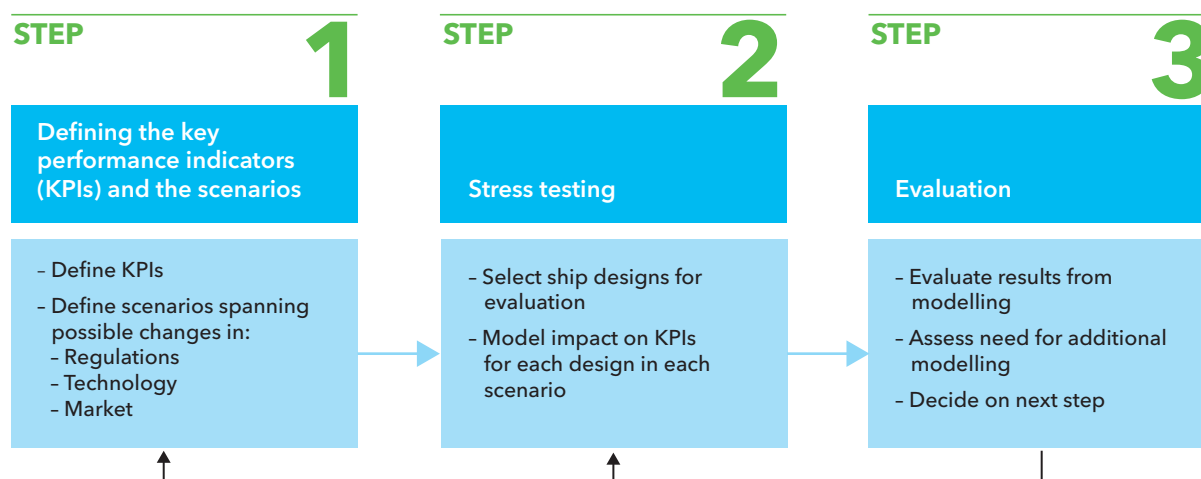 STEP 1
Defining the key
performance indicators
(KPIs) and the scenarios
– Define KPIs
– Define scenarios spanning
possible changes in:
– Regulations
– Technology
– Market
STEP 2
Stress testing
– Select ship designs for
evaluation
– Model impact on KPIs
for each design in each
scenario
STEP 3
Evaluation
– Evaluate results from
modelling
– Assess need for additional
modelling
– Decide on next step